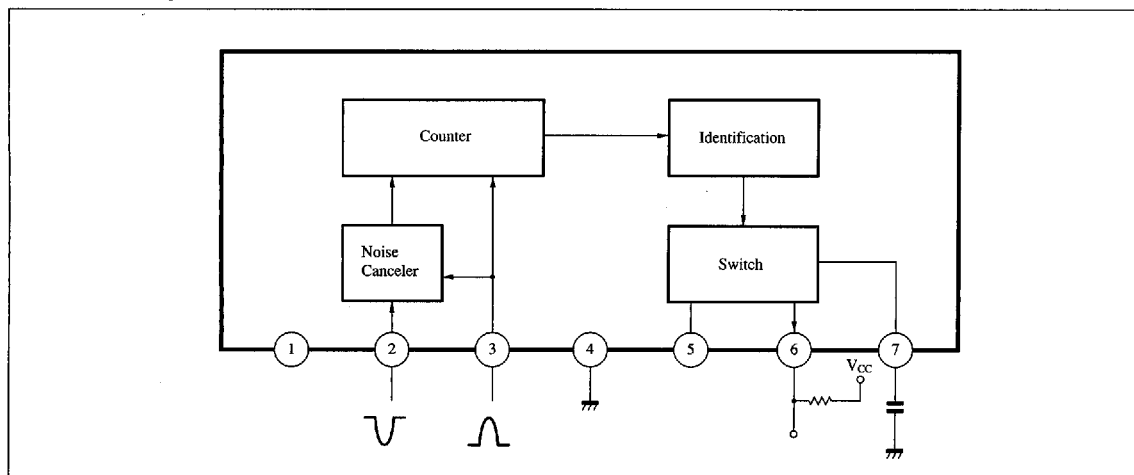 Counter
Identification
Noise
Canceler
Switch
1
2
3
4
5
6
7
VCC